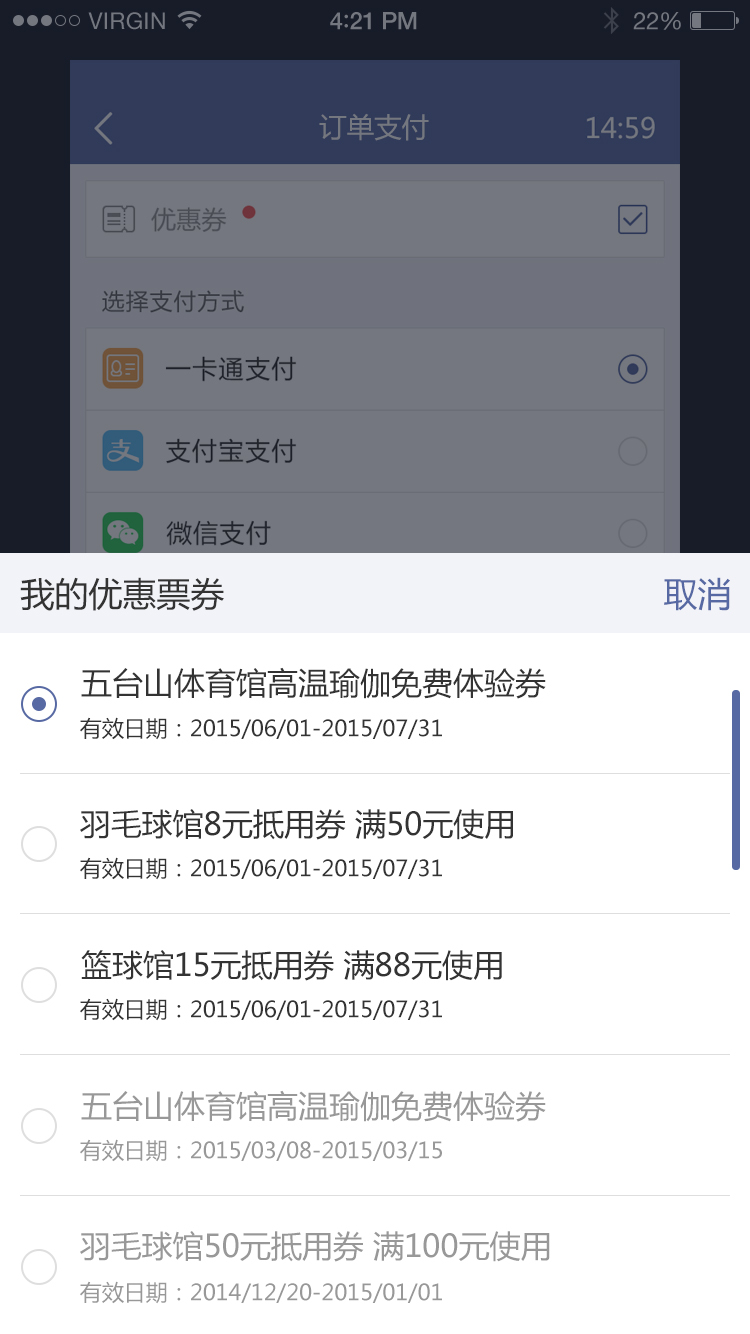 VIRGIN 4:21 PM 22%
订单支付 14:59
优惠券
选择支付方式
一卡通支付
支付宝支付
微信支付
我的优惠票券 取消
五台山体育馆高温瑜伽免费体验券
有效日期：2015/06/01-2015/07/31
羽毛球馆8元抵用券 满50元使用
有效日期：2015/06/01-2015/07/31
篮球馆15元抵用券 满88元使用
有效日期：2015/06/01-2015/07/31
五台山体育馆高温瑜伽免费体验券
有效日期：2015/03/08-2015/03/15
羽毛球馆50元抵用券 满100元使用
有效日期：2014/12/20-2015/01/01